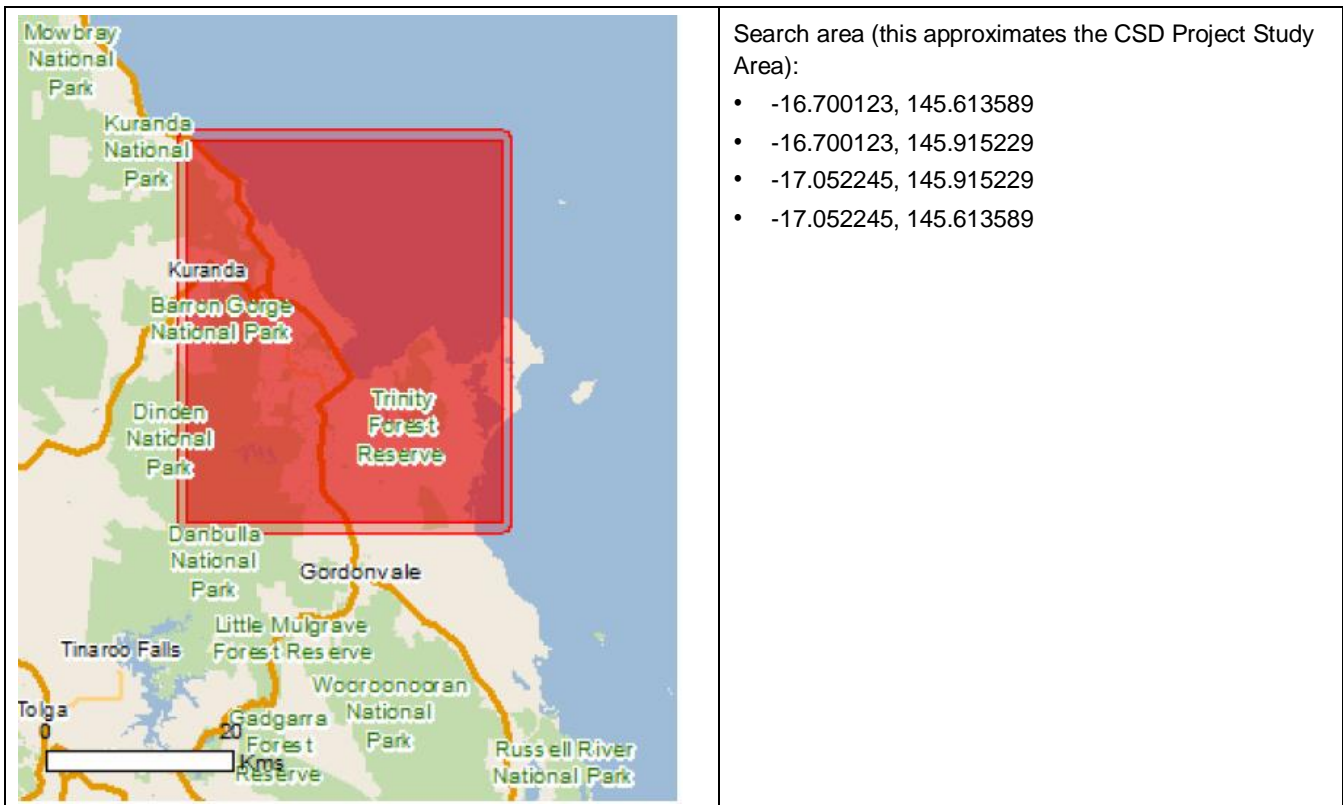 Mowbray
National
Park
Kuranda
National
Park
Kuranda
Barron Gorge
National Park
Dinden
National
Park
Trinity
Forest
Reserve
Danbulla
National
Park
Gordonvale
Little Mulgrave
Forest Reserve
Tinaroo Falls
Wooroonooran
National
Park
Tolga
0
20
Kms
Gadgarra
Forest
Reserve
Russell River
National Park
Search area (this approximates the CSD Project Study
Area):
• -16.700123, 145.613589
• -16.700123, 145.915229
• -17.052245, 145.915229
• -17.052245, 145.613589